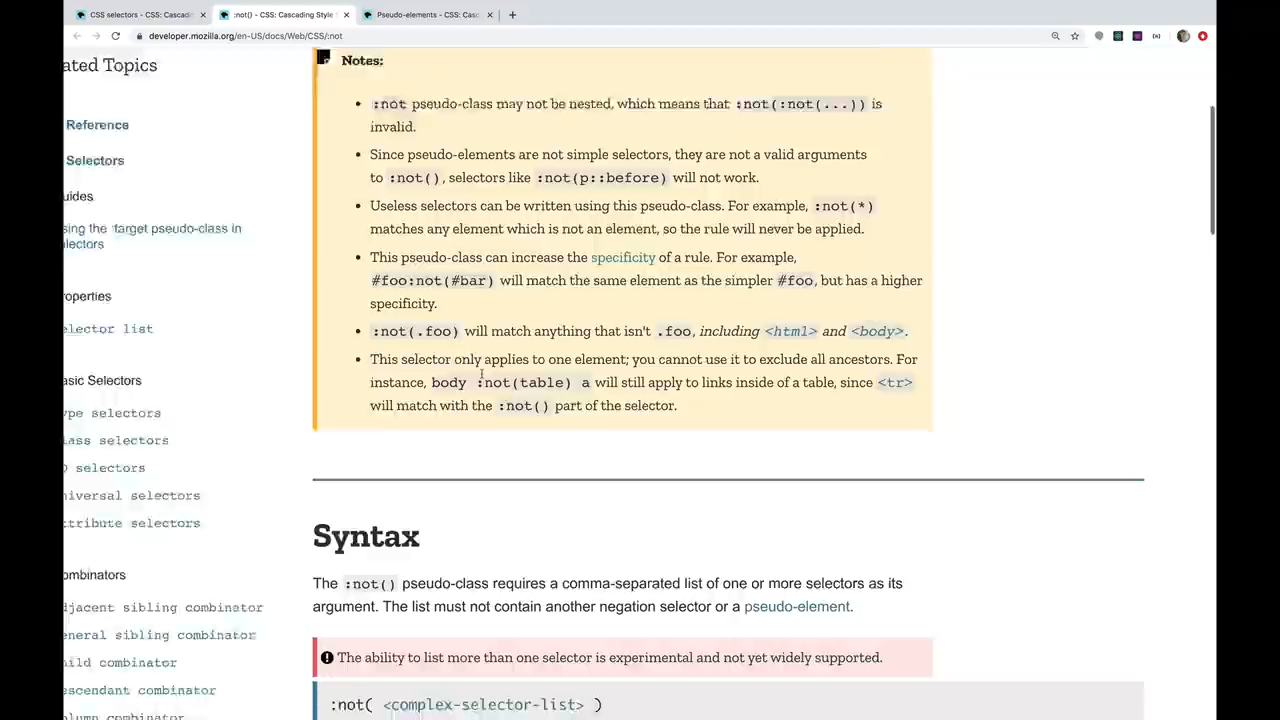 CSS selectors - CSS: Cascadi
:not() - CSS: Cascading Style
Pseudo-elements - CSS: Casc
developer.mozilla.org/en-US/docs/Web/CSS/:not
ated Topics
Reference
Selectors
uides
sing the :target pseudo-class in
lectors
roperties
elector list
asic Selectors
ype selectors
lass selectors
D selectors
niversal selectors
ttribute selectors
ombinators
djacent sibling combinator
eneral sibling combinator
hild combinator
escendant combinator
olumn combinator
Notes:
:not pseudo-class may not be nested, which means that :not(:not(...)) is
invalid.
Since pseudo-elements are not simple selectors, they are not a valid arguments
to :not(), selectors like :not(p::before) will not work.
Useless selectors can be written using this pseudo-class. For example, :not(*)
matches any element which is not an element, so the rule will never be applied.
This pseudo-class can increase the specificity of a rule. For example,
#foo:not(#bar) will match the same element as the simpler #foo, but has a higher
specificity.
:not(.foo) will match anything that isn't .foo, including <html> and <body>.
This selector only applies to one element; you cannot use it to exclude all ancestors. For
instance, body :not(table) a will still apply to links inside of a table, since <tr>
will match with the :not() part of the selector.
Syntax
The :not() pseudo-class requires a comma-separated list of one or more selectors as its
argument. The list must not contain another negation selector or a pseudo-element.
The ability to list more than one selector is experimental and not yet widely supported.
:not( <complex-selector-list> )